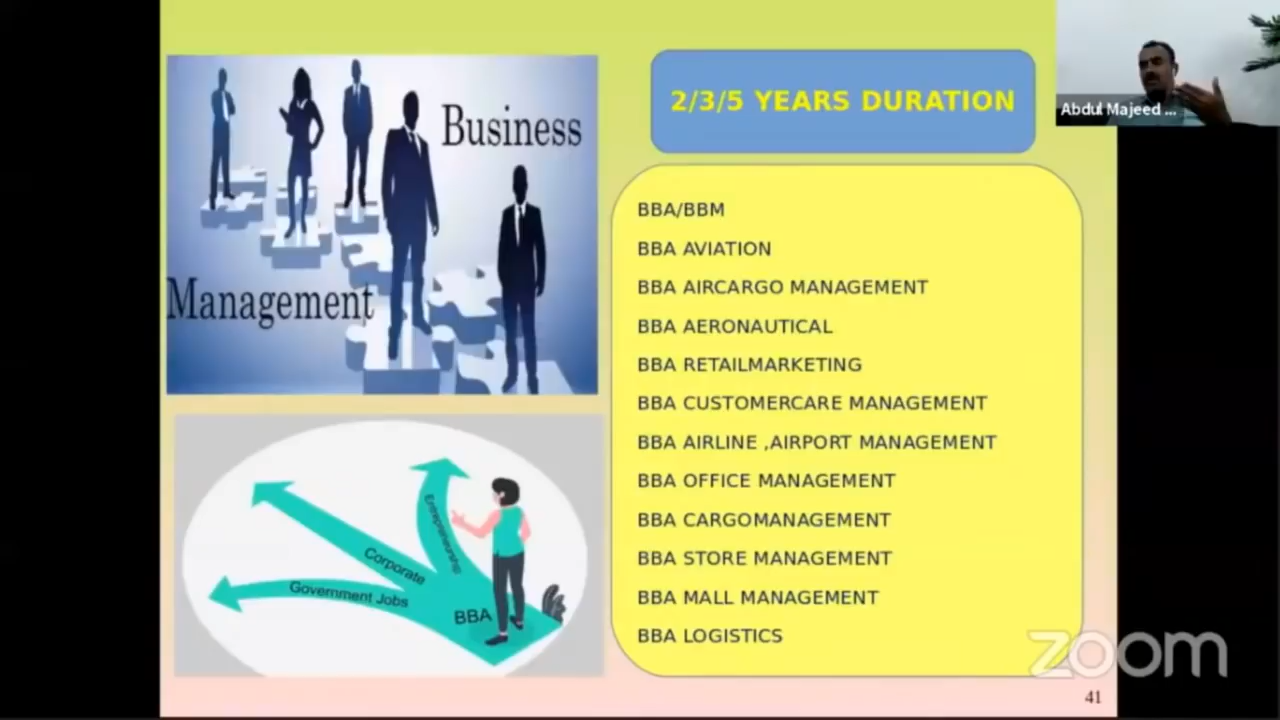 Business
Management
Entrepreneurship
Corporate
Government Jobs
BBA
2/3/5 YEARS DURATION
BBA/BBM
BBA AVIATION
BBA AIRCARGO MANAGEMENT
BBA AERONAUTICAL
BBA RETAILMARKETING
BBA CUSTOMERCARE MANAGEMENT
BBA AIRLINE ,AIRPORT MANAGEMENT
BBA OFFICE MANAGEMENT
BBA CARGOMANAGEMENT
BBA STORE MANAGEMENT
BBA MALL MANAGEMENT
BBA LOGISTICS
Abdul Majeed ...
zoom
41